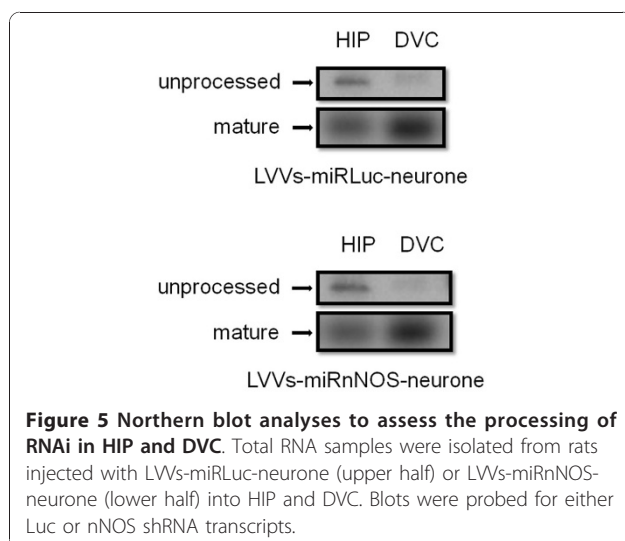 HIP DVC
unprocessed
mature
LVVs-miRLuc-neurone
HIP DVC
unprocessed
mature
LVVs-miRnNOS-neurone
Figure 5 Northern blot analyses to assess the processing of
RNAi in HIP and DVC. Total RNA samples were isolated from rats
injected with LVVs-miRLuc-neurone (upper half) or LVVs-miRnNOS-
neurone (lower half) into HIP and DVC. Blots were probed for either
Luc or nNOS shRNA transcripts.